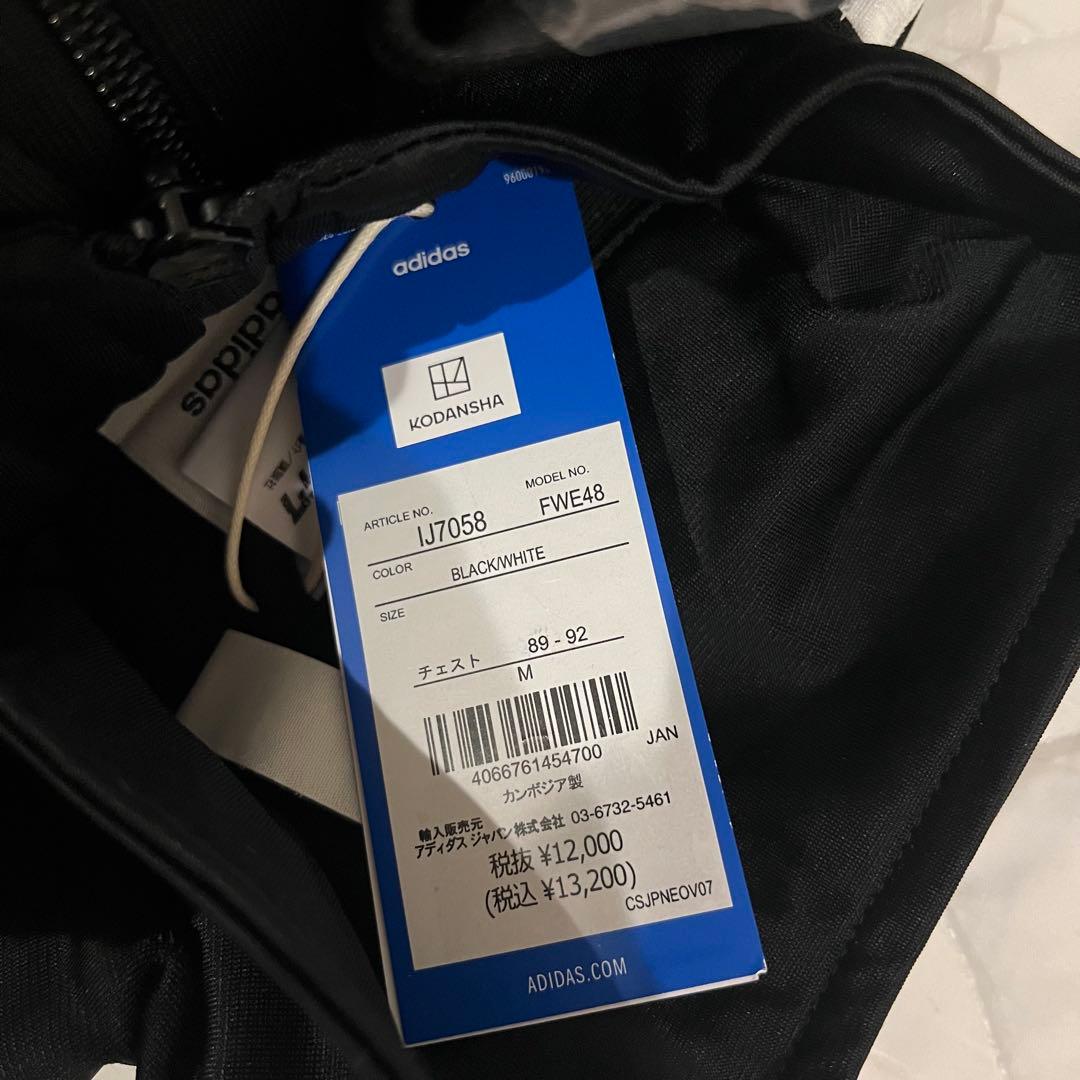 adidas
KODANSHA
ARTICLE NO. IJ7058 MODEL NO. FWE48
COLOR BLACK/WHITE
SIZE
チェスト 89 - 92
M
4066761454700 JAN
カンボジア製
輸入販売元
アディダス ジャパン株式会社 03-6732-5461
税抜 ¥12,000
(税込 ¥13,200)
CSJPNEOV07
ADIDAS.COM
adidas